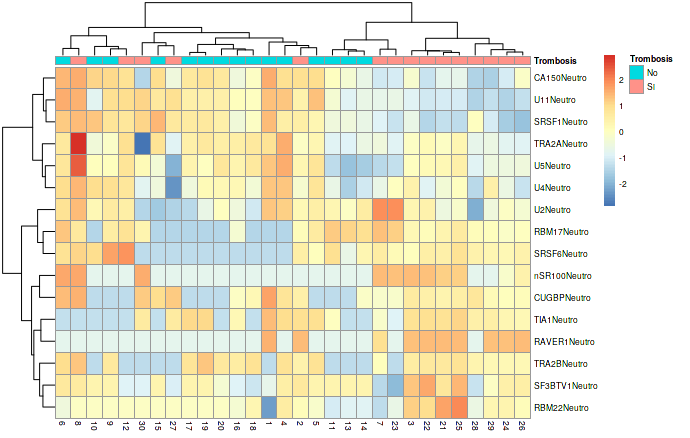 Trombosis
Trombosis
No
SI
2
1
0
-1
-2
CA150Neutro
U11Neutro
SRSF1Neutro
TRA2ANeutro
U5Neutro
U4Neutro
U2Neutro
RBM17Neutro
SRSF6Neutro
nSR100Neutro
CUGBPNeutro
TIA1Neutro
RAVER1Neutro
TRA2BNeutro
SF3BTV1Neutro
RBM22Neutro
6 8 10 9 12 30 15 27 17 19 20 16 18 1 4 2 5 11 13 14 7 23 3 22 21 25 28 29 24 26